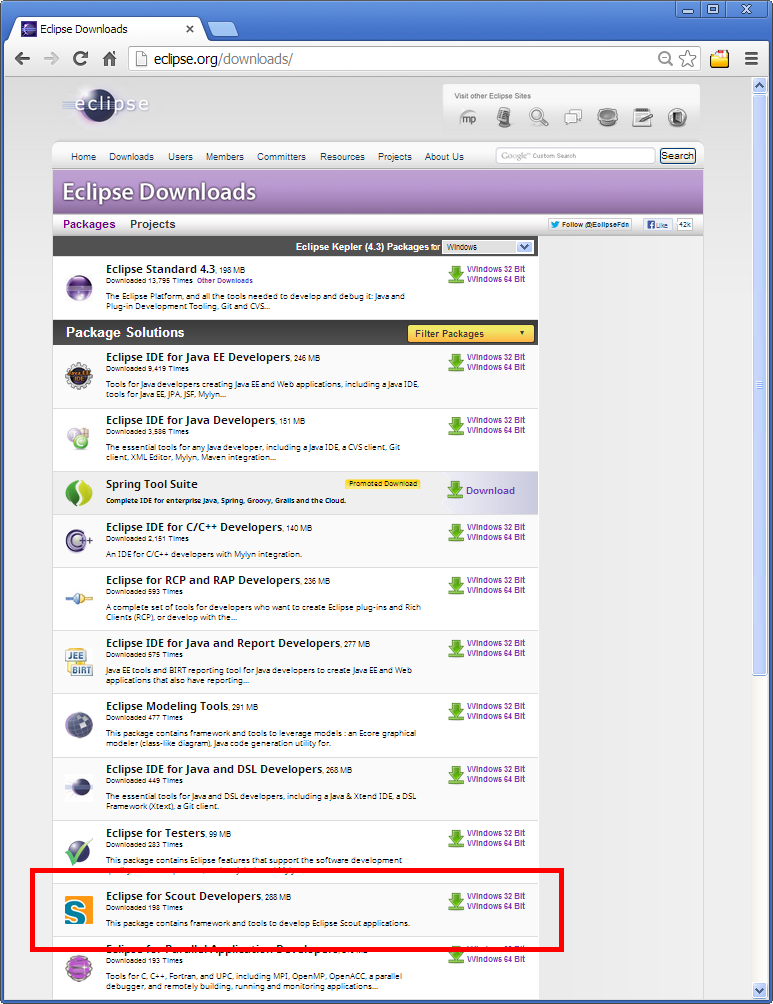 Eclipse Downloads
eclipse.org/downloads/
eclipse
Visit other Eclipse Sites
mp
Home Downloads Users Members Committers Resources Projects About Us
Google™ Custom Search Search
Eclipse Downloads
Packages Projects
Follow @EclipseFdn Like 42k
Eclipse Kepler (4.3) Packages for Windows
Eclipse Standard 4.3, 198 MB
Downloaded 13,795 Times Other Downloads
The Eclipse Platform, and all the tools needed to develop and debug it: Java and
Plug-in Development Tooling, Git and CVS...
Windows 32 Bit
Windows 64 Bit
Package Solutions
Filter Packages
Eclipse IDE for Java EE Developers, 246 MB
Downloaded 9,419 Times
Tools for Java developers creating Java EE and Web applications, including a Java IDE,
tools for Java EE, JPA, JSF, Mylyn...
Windows 32 Bit
Windows 64 Bit
Eclipse IDE for Java Developers, 151 MB
Downloaded 3,586 Times
The essential tools for any Java developer, including a Java IDE, a CVS client, Git
client, XML Editor, Mylyn, Maven integration...
Windows 32 Bit
Windows 64 Bit
Spring Tool Suite
Promoted Download
Complete IDE for enterprise Java, Spring, Groovy, Grails and the Cloud.
Download
Eclipse IDE for C/C++ Developers, 140 MB
Downloaded 2,151 Times
An IDE for C/C++ developers with Mylyn integration.
Windows 32 Bit
Windows 64 Bit
Eclipse for RCP and RAP Developers, 236 MB
Downloaded 593 Times
A complete set of tools for developers who want to create Eclipse plug-ins and Rich
Clients (RCP), or develop with the...
Windows 32 Bit
Windows 64 Bit
JEE
BIRT
Eclipse IDE for Java and Report Developers, 277 MB
Downloaded 575 Times
Java EE tools and BIRT reporting tool for Java developers to create Java EE and Web
applications that also have reporting...
Windows 32 Bit
Windows 64 Bit
Eclipse Modeling Tools, 291 MB
Downloaded 477 Times
This package contains framework and tools to leverage models : an Ecore graphical
modeler (class-like diagram), Java code generation utility for.
Windows 32 Bit
Windows 64 Bit
Eclipse IDE for Java and DSL Developers, 266 MB
Downloaded 449 Times
The essential tools for Java and DSL developers, including a Java & Xtend IDE, a DSL
Framework (Xtext), a Git client.
Windows 32 Bit
Windows 64 Bit
Eclipse for Testers, 99 MB
Downloaded 283 Times
This package contains Eclipse features that support the software development
Windows 32 Bit
Windows 64 Bit
Eclipse for Scout Developers, 288 MB
Downloaded 198 Times
This package contains framework and tools to develop Eclipse Scout applications.
Windows 32 Bit
Windows 64 Bit
Eclipse for Parallel Application Developers
Downloaded 193 Times
Tools for C, C++, Fortran, and UPC, including MPI, OpenMP, OpenACC, a parallel
debugger, and remotely building, running and monitoring applications...
Windows 64 Bit